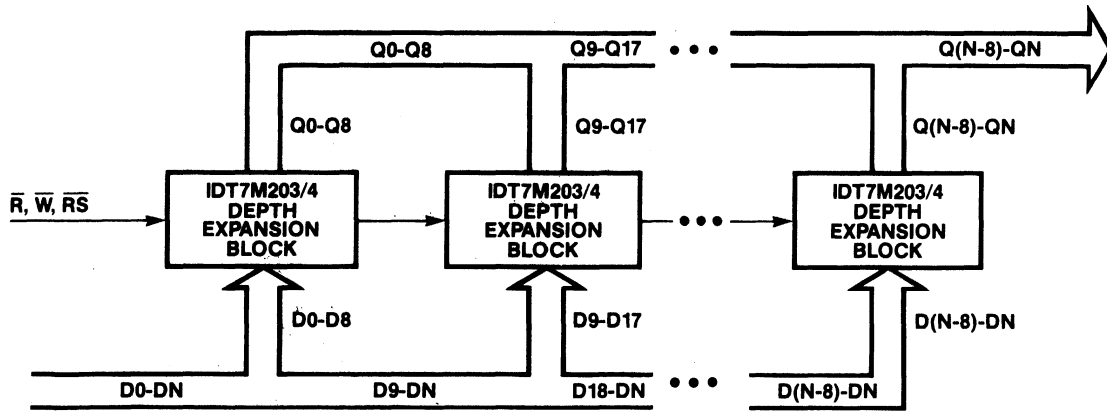 Q0-Q8 Q9-Q17 ••• Q(N-8)-QN
Q0-Q8 Q9-Q17 Q(N-8)-QN
R̅, W̅, R̅S̅
IDT7M203/4
DEPTH
EXPANSION
BLOCK
IDT7M203/4
DEPTH
EXPANSION
BLOCK
•••
IDT7M203/4
DEPTH
EXPANSION
BLOCK
D0-D8 D9-D17 D(N-8)-DN
D0-DN D9-DN D18-DN ••• D(N-8)-DN